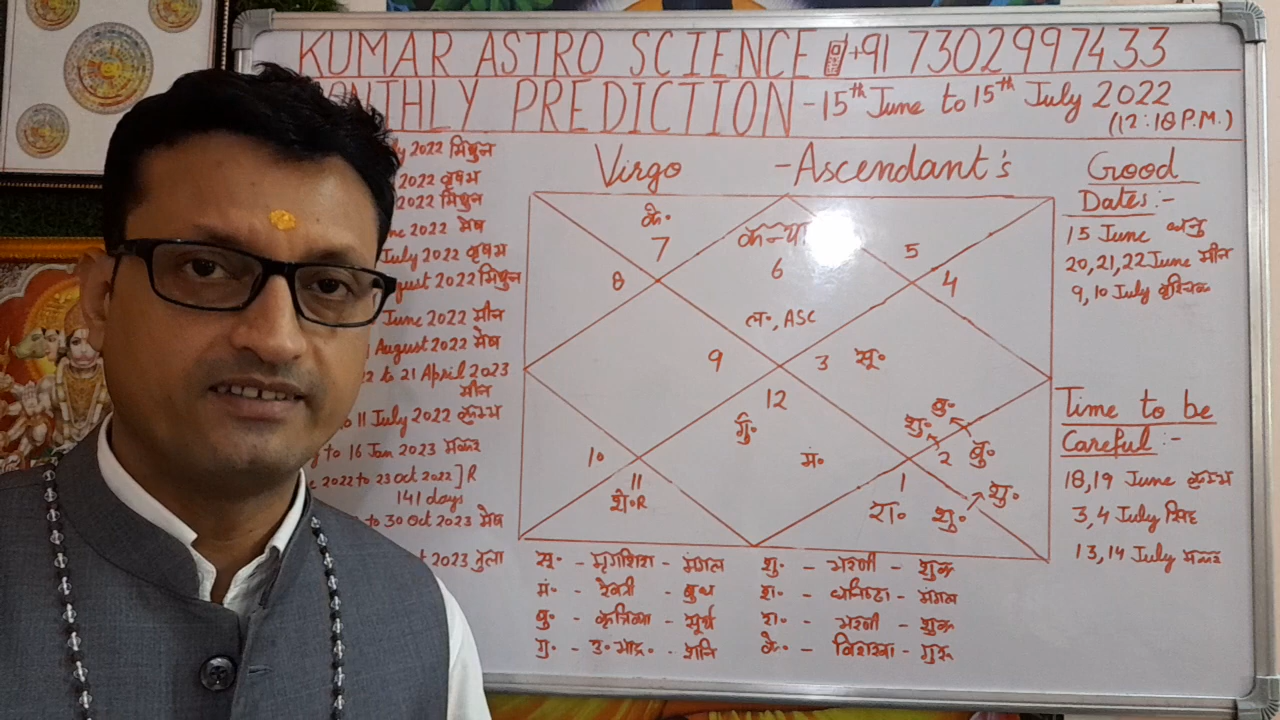 KUMAR ASTRO SCIENCE +91 7302997433
MONTHLY PREDICTION - 15th June to 15th July 2022
(12:18 P.M.)
Virgo - Ascendant's
Good
Dates:-
15 June धनु
20,21,22 June मीन
9,10 July वृश्चिक
Time to be
Careful:-
18,19 June कुम्भ
3,4 July सिंह
13,14 July मकर
2022 मिथुन
2022 वृषभ
2022 मिथुन
2022 मेष
July 2022 वृषभ
2022 मिथुन
June 2022 मीन
August 2022 मेष
to 21 April 2023
मीन
11 July 2022 कुम्भ
to 16 Jan 2023 मकर
2022 to 23 Oct 2022] R
141 days
to 30 Oct 2023 मेष
2023 तुला
के॰
7
कन्या
6
ल॰, ASC
5
4
8
9
3 सू॰
12
गु॰
मं॰
बु॰
शु॰
2 बु॰
10
11
श॰R
1
रा॰ शु॰
शु॰
सू॰ - मृगशिरा - मंगल
मं॰ - रेवती - बुध
बु॰ - कृत्तिका - सूर्य
गु॰ - उ॰भाद्र॰ - शनि
शु॰ - भरणी - शुक्र
श॰ - धनिष्ठा - मंगल
रा॰ - भरणी - शुक्र
के॰ - विशाखा - गुरू